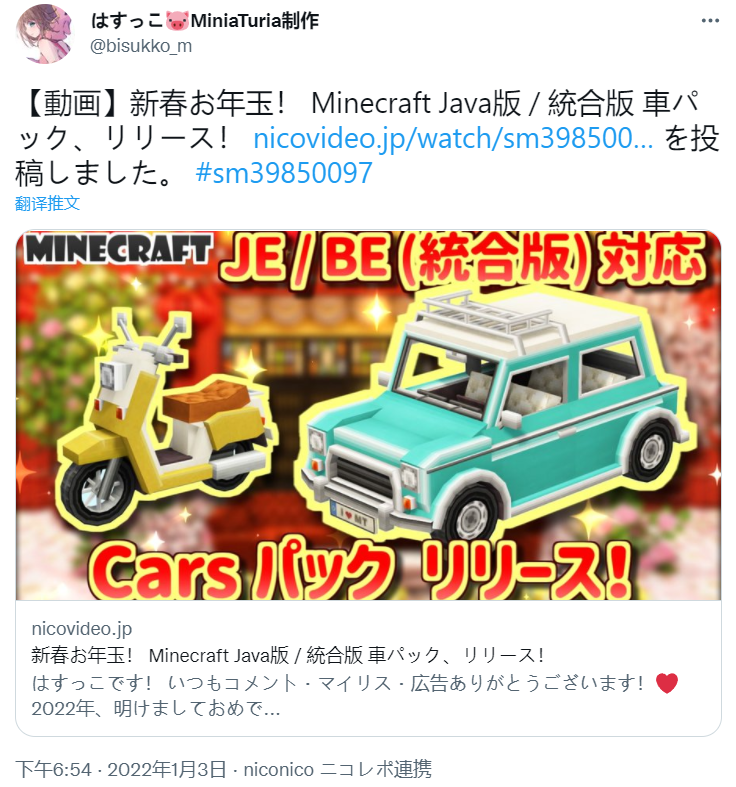 はすっこ🐷MiniaTuria制作
@bisukko_m
【動画】新春お年玉! Minecraft Java版 / 統合版 車パ
ック、リリース! nicovideo.jp/watch/sm398500... を投
稿しました。 #sm39850097
翻译推文
MINECRAFT JE / BE (統合版) 対応
I ♥ MT
Cars パック リリース!
nicovideo.jp
新春お年玉! Minecraft Java版 / 統合版 車パック、リリース!
はすっこです! いつもコメント・マイリス・広告ありがとうございます! ❤
2022年、明けましておめで...
下午6:54 · 2022年1月3日 · niconico ニコレポ連携